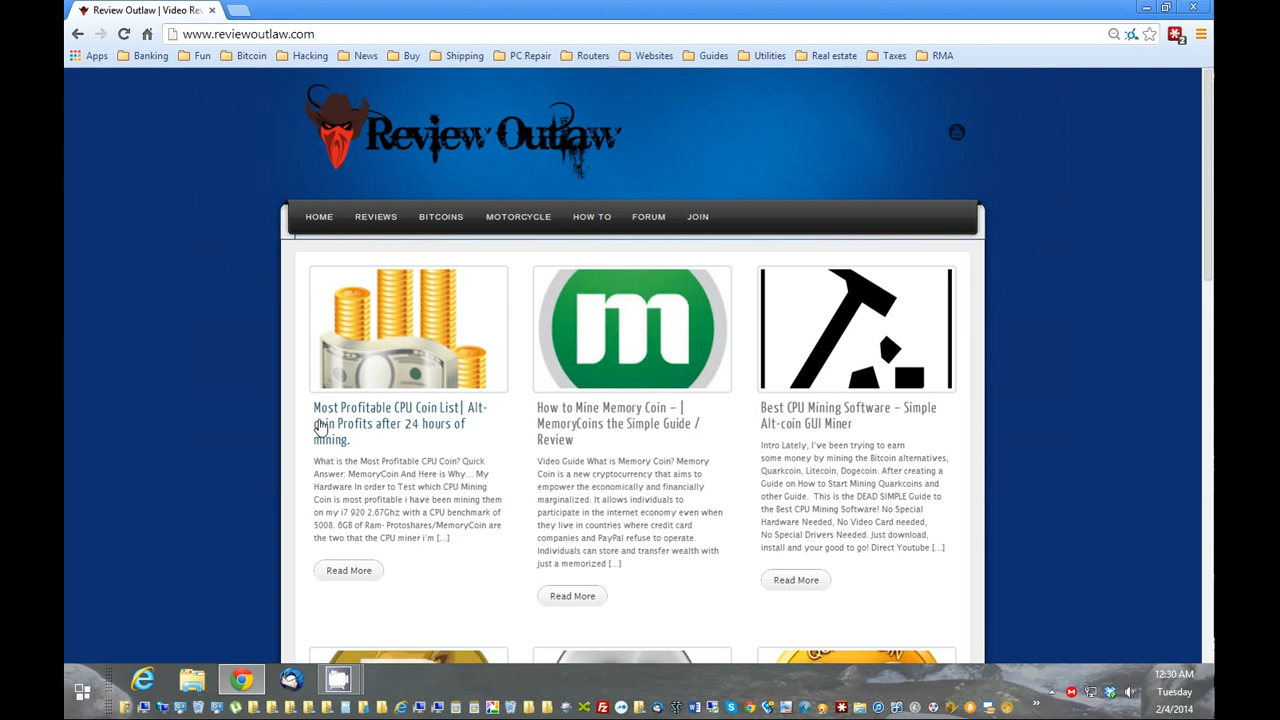 Review Outlaw | Video Re
www.reviewoutlaw.com
Apps Banking Fun Bitcoin Hacking News Buy Shipping PC Repair Routers Websites Guides Utilities Real estate Taxes RMA
2
Review Outlaw
HOME REVIEWS BITCOINS MOTORCYCLE HOW TO FORUM JOIN
m
Most Profitable CPU Coin List| Alt-
coin Profits after 24 hours of
mining.
What is the Most Profitable CPU Coin? Quick
Answer: MemoryCoin And Here is Why... My
Hardware In order to Test which CPU Mining
Coin is most profitable i have been mining them
on my i7 920 2.67Ghz with a CPU benchmark of
5008. 6GB of Ram- Protoshares/MemoryCoin are
the two that the CPU miner i'm [...]
Read More
How to Mine Memory Coin – |
MemoryCoins the Simple Guide /
Review
Video Guide What is Memory Coin? Memory
Coin is a new cryptocurrency that aims to
empower the economically and financially
marginalized. It allows individuals to
participate in the internet economy even when
they live in countries where credit card
companies and PayPal refuse to operate.
Individuals can store and transfer wealth with
just a memorized [...]
Read More
Best CPU Mining Software – Simple
Alt-coin GUI Miner
Intro Lately, I've been trying to earn
some money by mining the Bitcoin alternatives,
Quarkcoin, Litecoin, Dogecoin. After creating a
Guide on How to Start Mining Quarkcoins and
other Guide.  This is the DEAD SIMPLE Guide to
the Best CPU Mining Software! No Special
Hardware Needed, No Video Card needed,
No Special Drivers Needed. Just download,
install and your good to go! Direct Youtube [...]
Read More
12:30 AM
Tuesday
2/4/2014